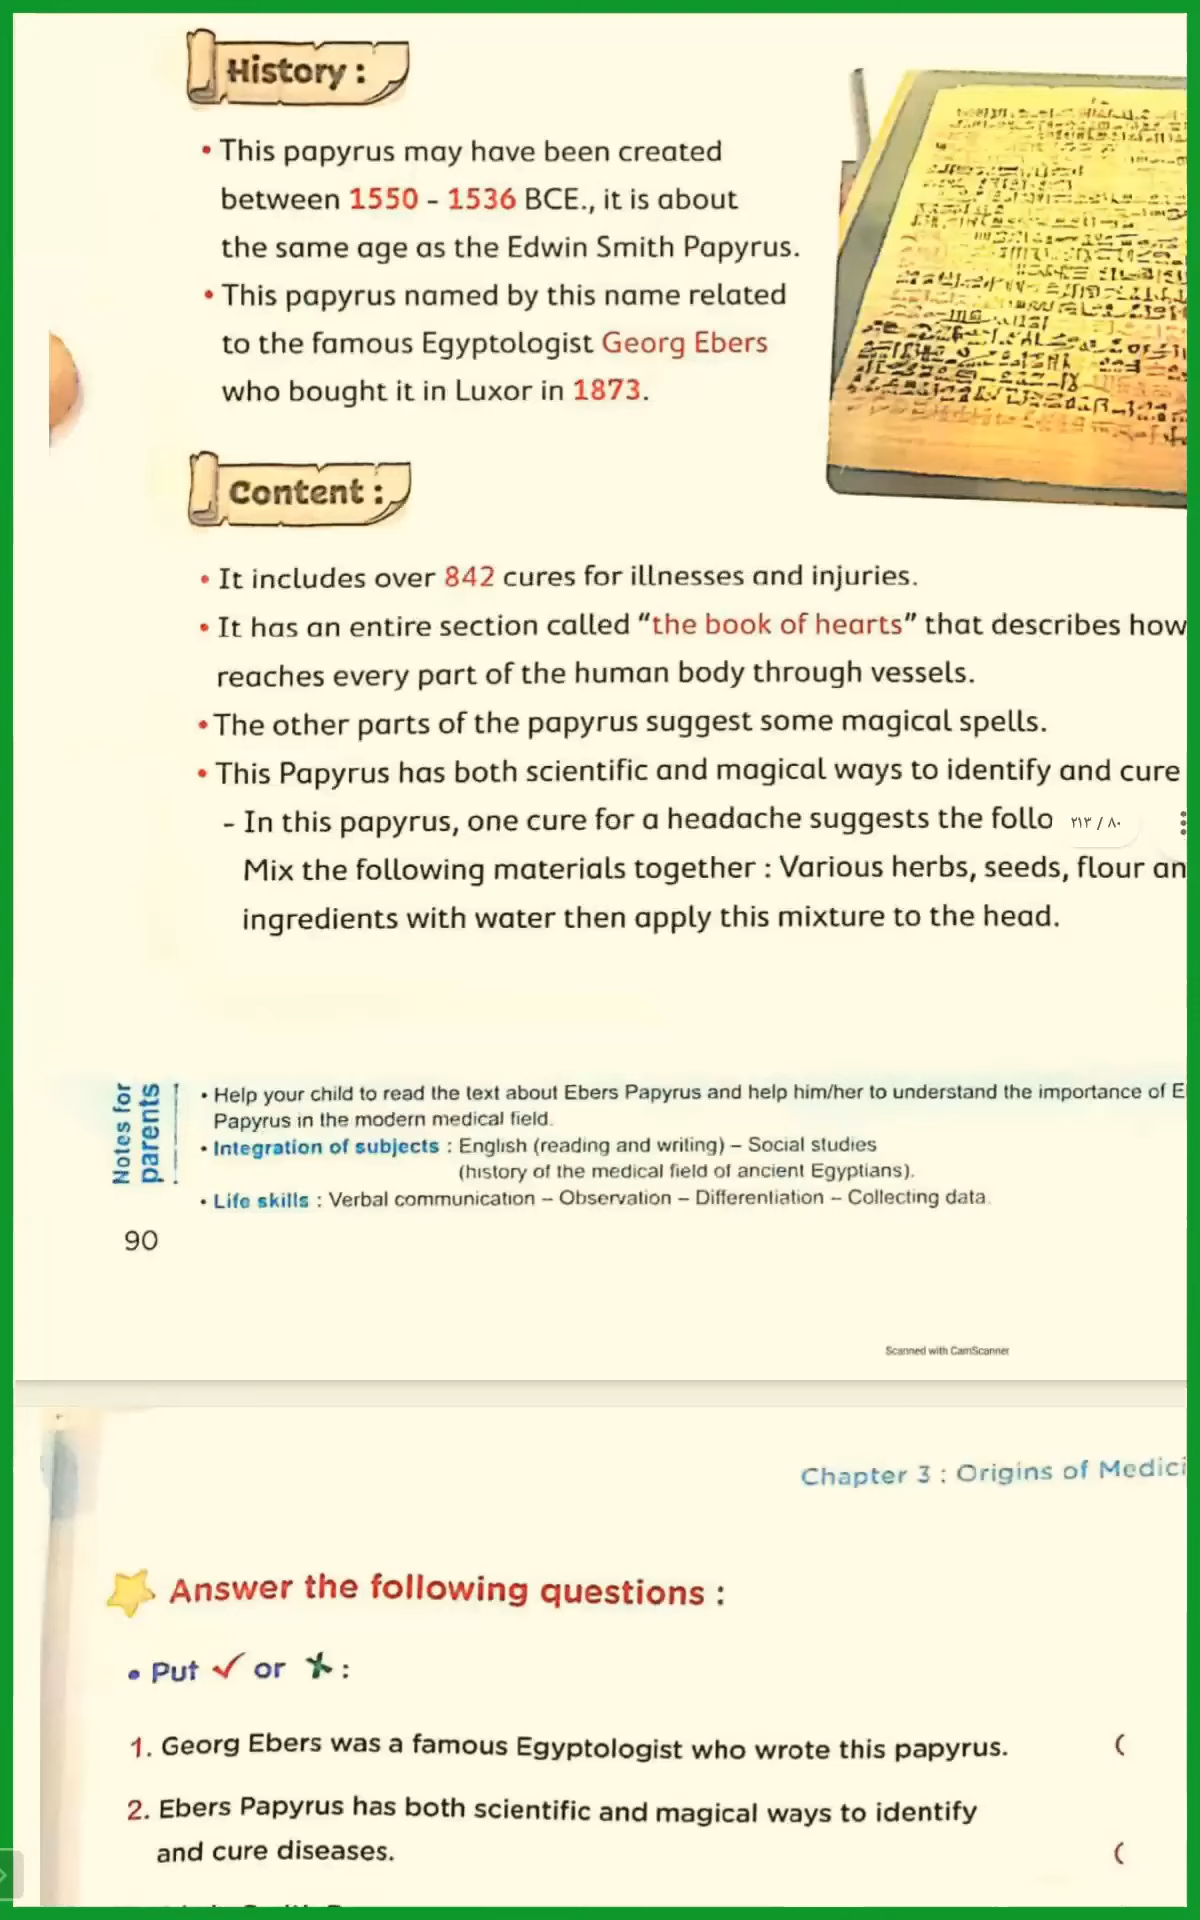 History :
• This papyrus may have been created
between 1550 - 1536 BCE., it is about
the same age as the Edwin Smith Papyrus.
• This papyrus named by this name related
to the famous Egyptologist Georg Ebers
who bought it in Luxor in 1873.
Content :
• It includes over 842 cures for illnesses and injuries.
• It has an entire section called "the book of hearts" that describes how
reaches every part of the human body through vessels.
• The other parts of the papyrus suggest some magical spells.
• This Papyrus has both scientific and magical ways to identify and cure
- In this papyrus, one cure for a headache suggests the follo
٢١٣ / ٨٠
Mix the following materials together : Various herbs, seeds, flour an
ingredients with water then apply this mixture to the head.
Notes for
parents
• Help your child to read the text about Ebers Papyrus and help him/her to understand the importance of E
Papyrus in the modern medical field.
• Integration of subjects : English (reading and writing) – Social studies
(history of the medical field of ancient Egyptians).
• Life skills : Verbal communication – Observation – Differentiation – Collecting data.
90
Scanned with CamScanner
Chapter 3 : Origins of Medici
Answer the following questions :
• Put ✓ or ✗ :
1. Georg Ebers was a famous Egyptologist who wrote this papyrus. (
2. Ebers Papyrus has both scientific and magical ways to identify
and cure diseases. (